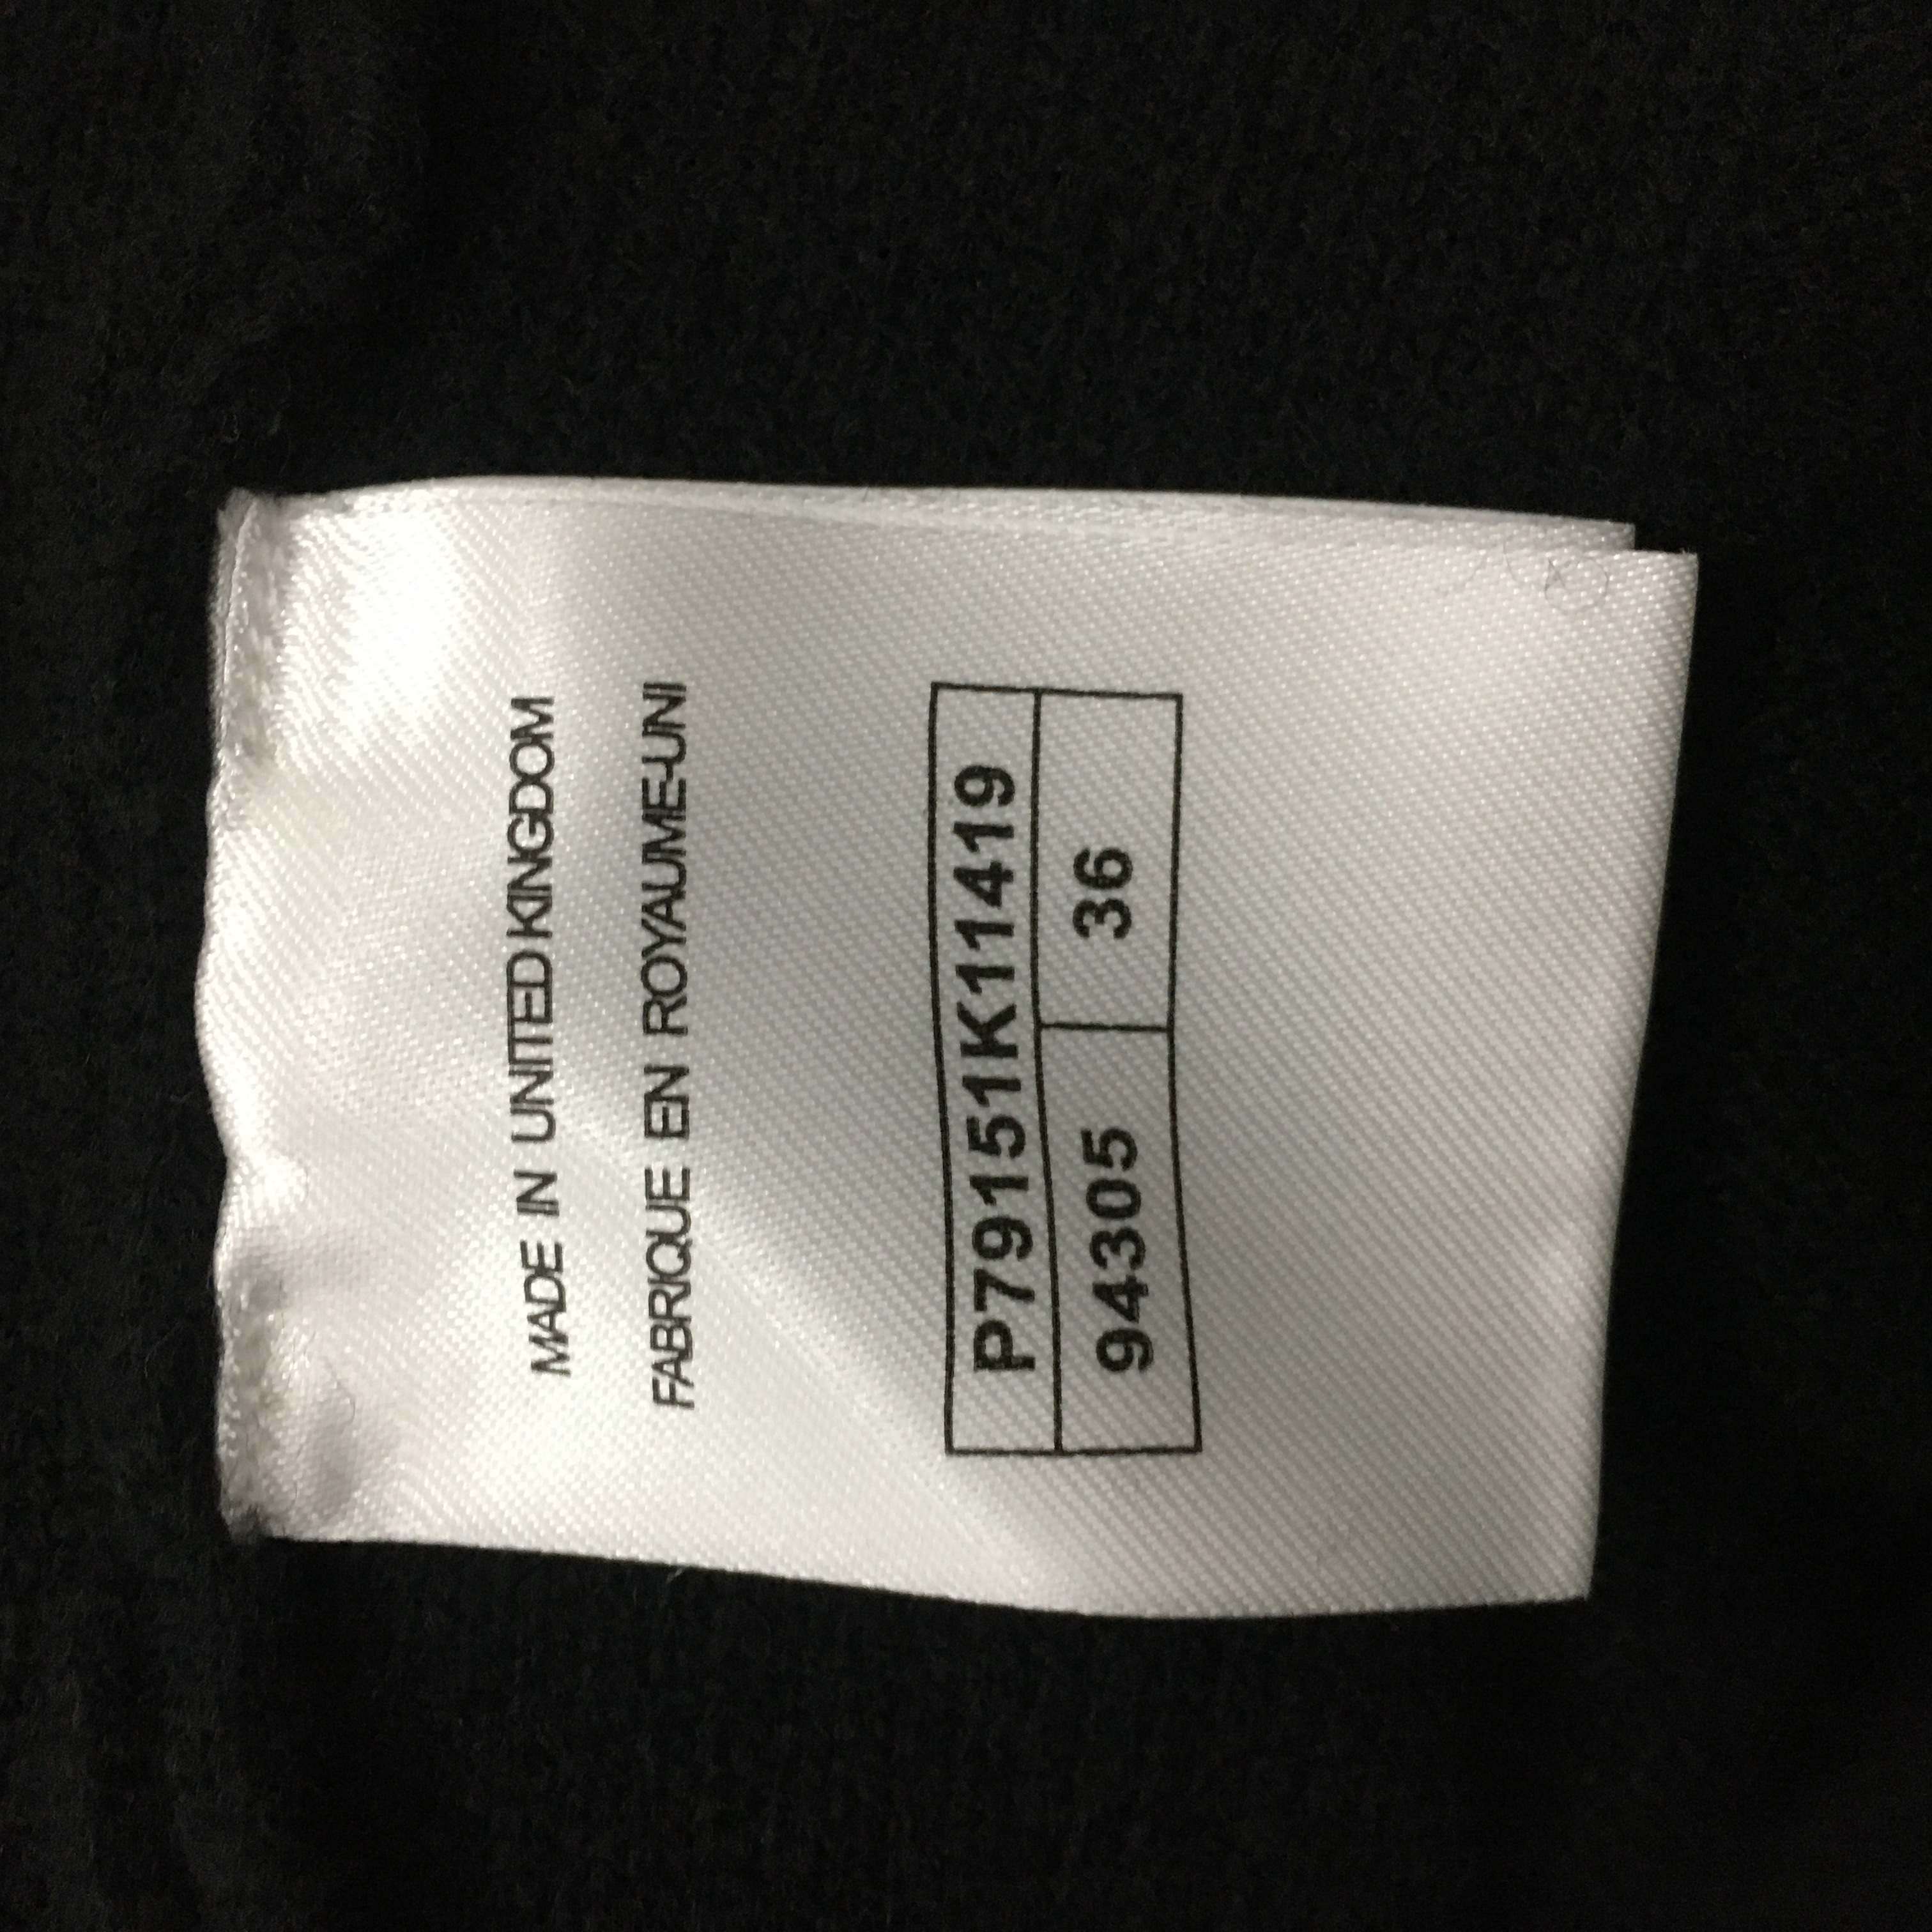 MADE IN UNITED KINGDOM
FABRIQUE EN ROYAUME-UNI
P79151K11419
94305 36